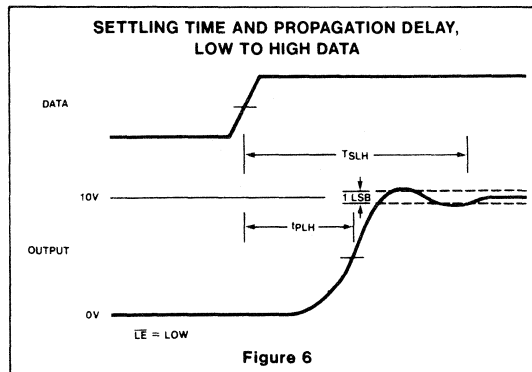 SETTLING TIME AND PROPAGATION DELAY,
LOW TO HIGH DATA
DATA
TSLH
10V
1 LSB
tPLH
OUTPUT
0V
LE = LOW
Figure 6